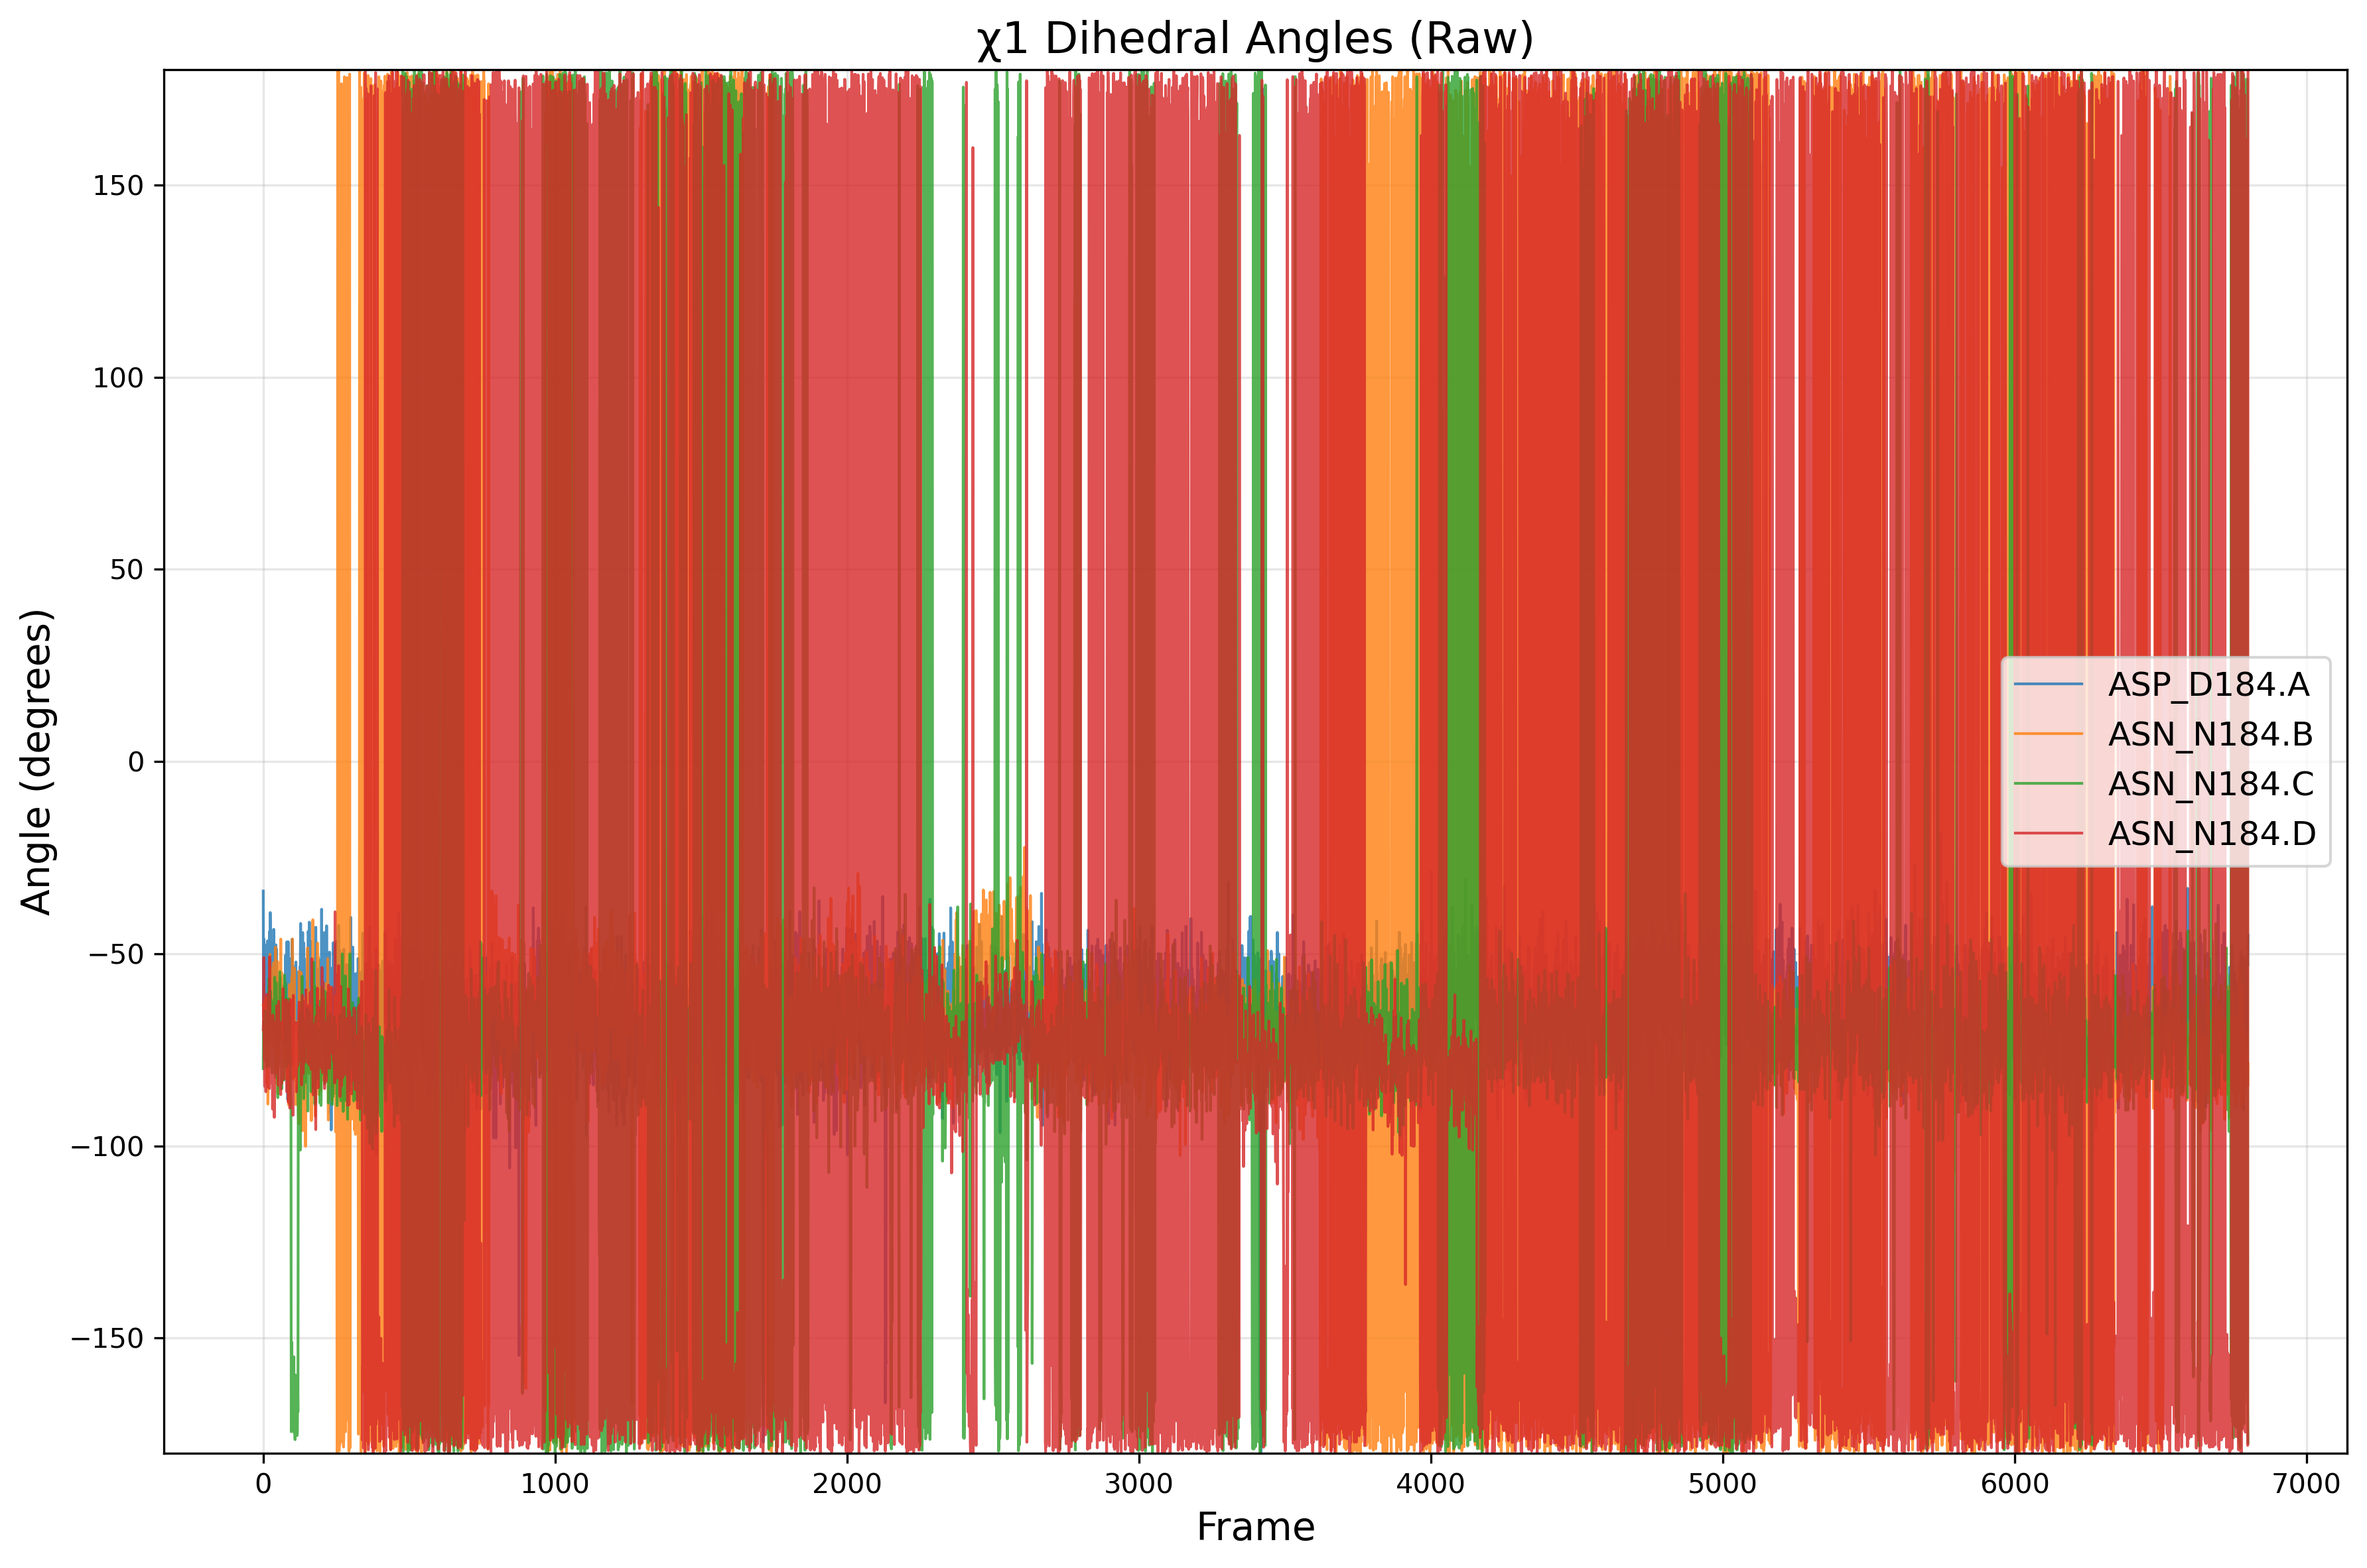 χ1 Dihedral Angles (Raw)
Angle (degrees)
150
100
50
0
−50
−100
−150
ASP_D184.A
ASN_N184.B
ASN_N184.C
ASN_N184.D
0 1000 2000 3000 4000 5000 6000 7000
Frame